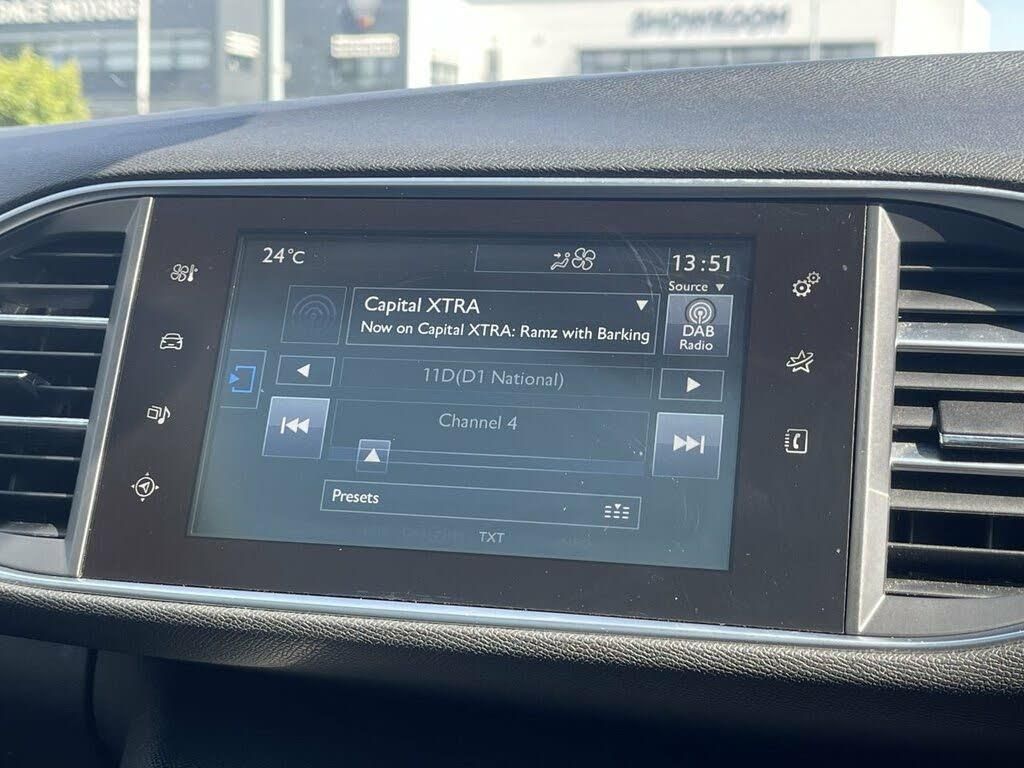 SHOWROOM
24°C
13:51
Source
Capital XTRA
Now on Capital XTRA: Ramz with Barking
DAB
Radio
11D(D1 National)
Channel 4
Presets
TXT